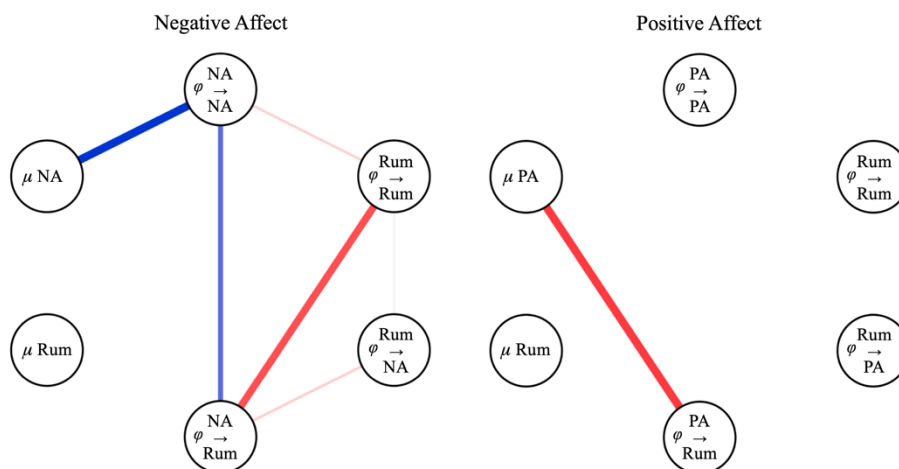 Negative Affect
NA
φ →
NA
μ NA
Rum
φ →
Rum
μ Rum
Rum
φ →
NA
NA
φ →
Rum
Positive Affect
PA
φ →
PA
μ PA
Rum
φ →
Rum
μ Rum
Rum
φ →
PA
PA
φ →
Rum